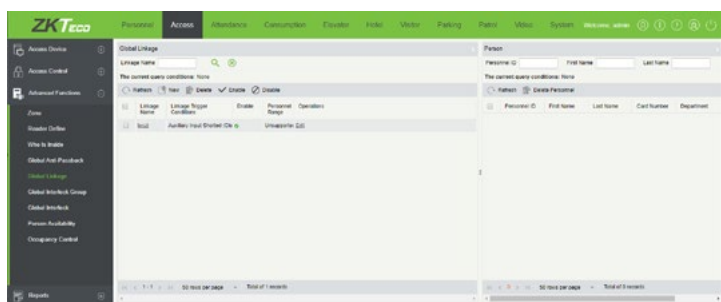 ZKTeco
Personnel Access Attendance Consumption Elevator Hotel Visitor Parking Patrol Video System Welcome, admin
Access Device
Access Control
Advanced Functions
Zone
Reader Define
Who Is Inside
Global Anti-Passback
Global Linkage
Global Interlock Group
Global Interlock
Person Availability
Occupancy Control
Reports
Global Linkage
Linkage Name
The current query conditions: None
Refresh New Delete Enable Disable
Linkage Name Linkage Trigger Conditions Enable Personnel Range Operations
Auxiliary Input Shorted Edit
1-1 50 rows per page Total of 1 records
Person
Personnel ID First Name Last Name
The current query conditions: None
Refresh Delete Personnel
Personnel ID First Name Last Name Card Number Department
0 50 rows per page Total of 0 records